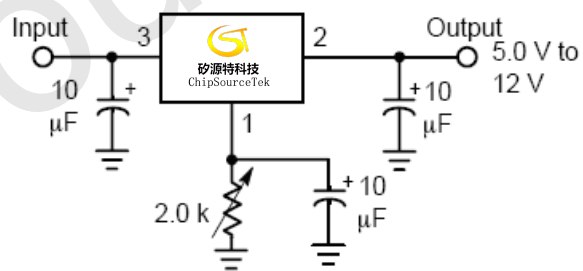 Input
Output
3
2
5.0 V to
12 V
矽源特科技
ChipSourceTek
10
µF
+
+10
µF
1
2.0 k
+10
µF